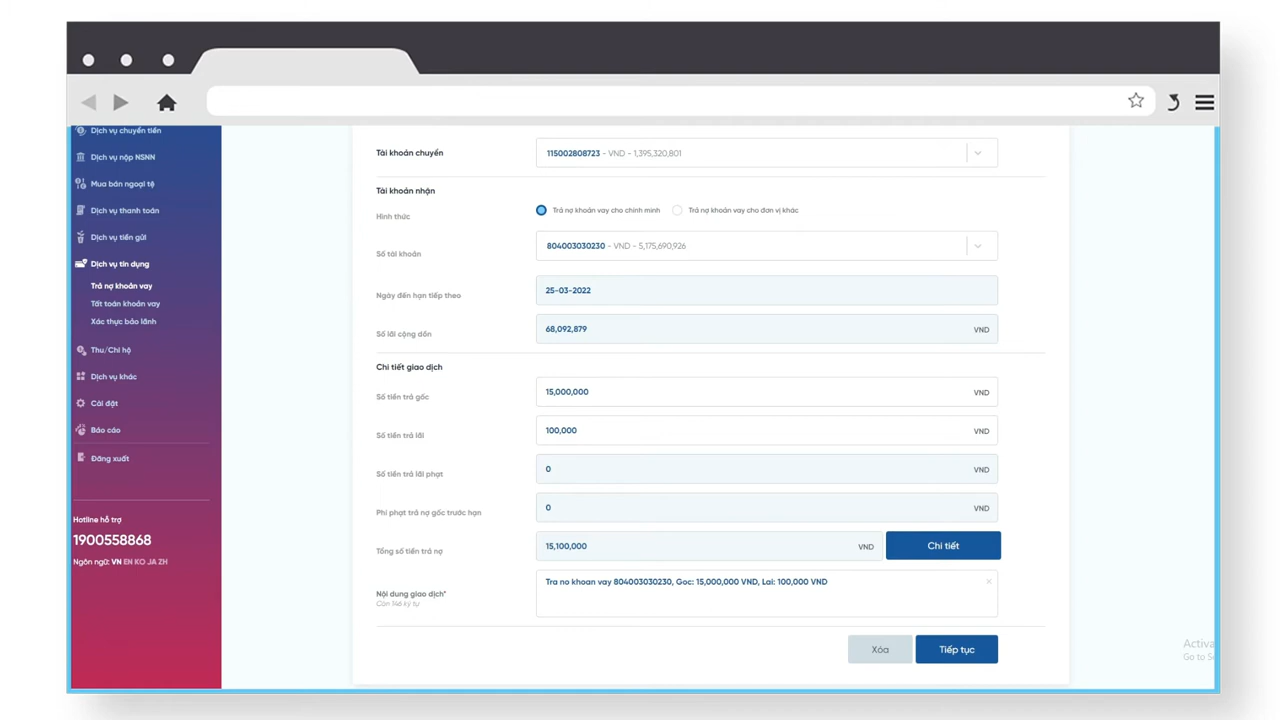 Dịch vụ chuyển tiền
Dịch vụ nộp NSNN
Mua bán ngoại tệ
Dịch vụ thanh toán
Dịch vụ tiền gửi
Dịch vụ tín dụng
Trả nợ khoản vay
Tất toán khoản vay
Xác thực bảo lãnh
Thu/Chi hộ
Dịch vụ khác
Cài đặt
Báo cáo
Đăng xuất
Hotline hỗ trợ
1900558868
Ngôn ngữ: VN EN KO JA ZH
Tài khoản chuyển
115002808723 - VND - 1,395,320,801
Tài khoản nhận
Hình thức
Trả nợ khoản vay cho chính mình
Trả nợ khoản vay cho đơn vị khác
Số tài khoản
804003030230 - VND - 5,175,690,926
Ngày đến hạn tiếp theo
25-03-2022
Số lãi cộng dồn
68,092,879 VND
Chi tiết giao dịch
Số tiền trả gốc
15,000,000 VND
Số tiền trả lãi
100,000 VND
Số tiền trả lãi phạt
0 VND
Phí phạt trả nợ gốc trước hạn
0 VND
Tổng số tiền trả nợ
15,100,000 VND
Chi tiết
Nội dung giao dịch*
Còn 146 ký tự
Tra no khoan vay 804003030230, Goc: 15,000,000 VND, Lai: 100,000 VND
Xóa
Tiếp tục
Activa
Go to Se